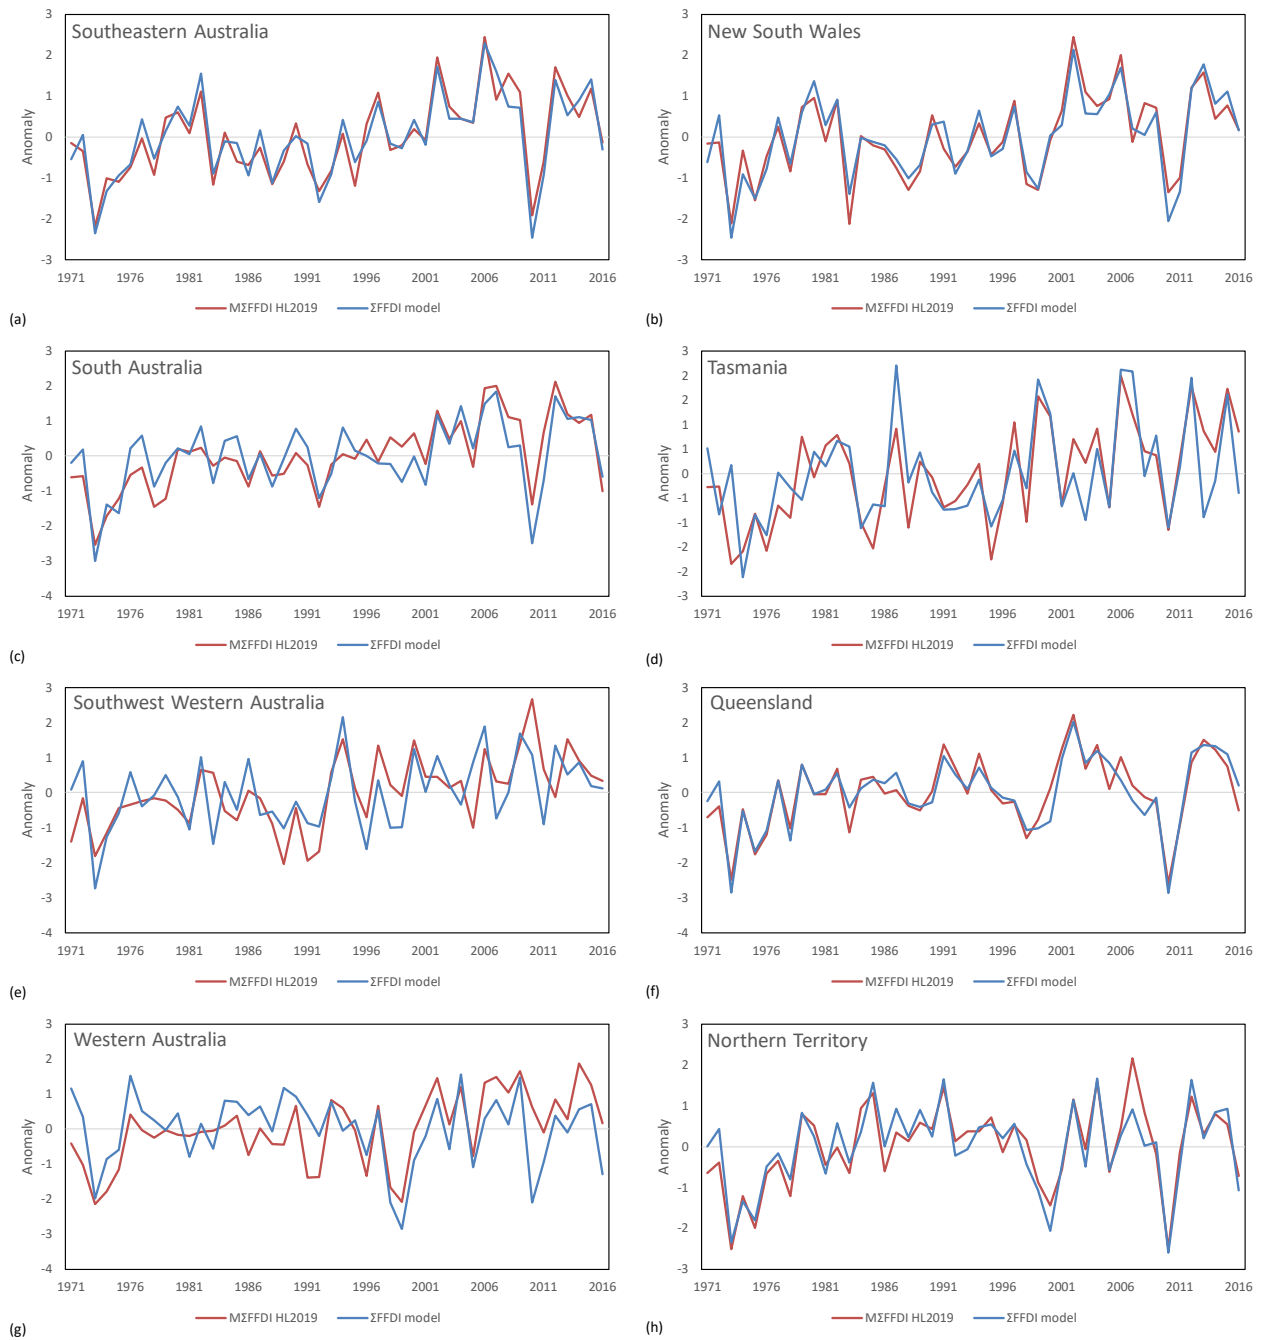 Southeastern Australia
Anomaly
3
2
1
0
-1
-2
-3
1971 1976 1981 1986 1991 1996 2001 2006 2011 2016
MΣFFDI HL2019 ΣFFDI model
(a)
New South Wales
Anomaly
3
2
1
0
-1
-2
-3
1971 1976 1981 1986 1991 1996 2001 2006 2011 2016
MΣFFDI HL2019 ΣFFDI model
(b)
South Australia
Anomaly
3
2
1
0
-1
-2
-3
-4
1971 1976 1981 1986 1991 1996 2001 2006 2011 2016
MΣFFDI HL2019 ΣFFDI model
(c)
Tasmania
Anomaly
3
2
2
1
1
0
-1
-1
-2
-2
-3
1971 1976 1981 1986 1991 1996 2001 2006 2011 2016
MΣFFDI HL2019 ΣFFDI model
(d)
Southwest Western Australia
Anomaly
3
2
1
0
-1
-2
-3
-4
1971 1976 1981 1986 1991 1996 2001 2006 2011 2016
MΣFFDI HL2019 ΣFFDI model
(e)
Queensland
Anomaly
3
2
1
0
-1
-2
-3
-4
1971 1976 1981 1986 1991 1996 2001 2006 2011 2016
MΣFFDI HL2019 ΣFFDI model
(f)
Western Australia
Anomaly
3
2
1
0
-1
-2
-3
-4
1971 1976 1981 1986 1991 1996 2001 2006 2011 2016
MΣFFDI HL2019 ΣFFDI model
(g)
Northern Territory
Anomaly
3
2
1
0
-1
-2
-3
1971 1976 1981 1986 1991 1996 2001 2006 2011 2016
MΣFFDI HL2019 ΣFFDI model
(h)